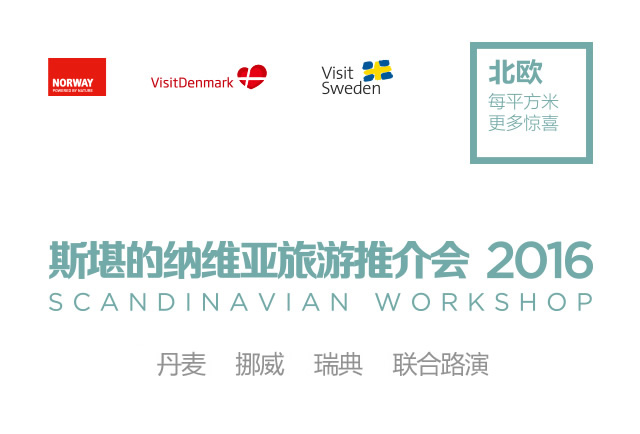 NORWAY
POWERED BY NATURE
VisitDenmark
Visit
Sweden
北欧
每平方米
更多惊喜
斯堪的纳维亚旅游推介会 2016
SCANDINAVIAN WORKSHOP
丹麦 挪威 瑞典 联合路演